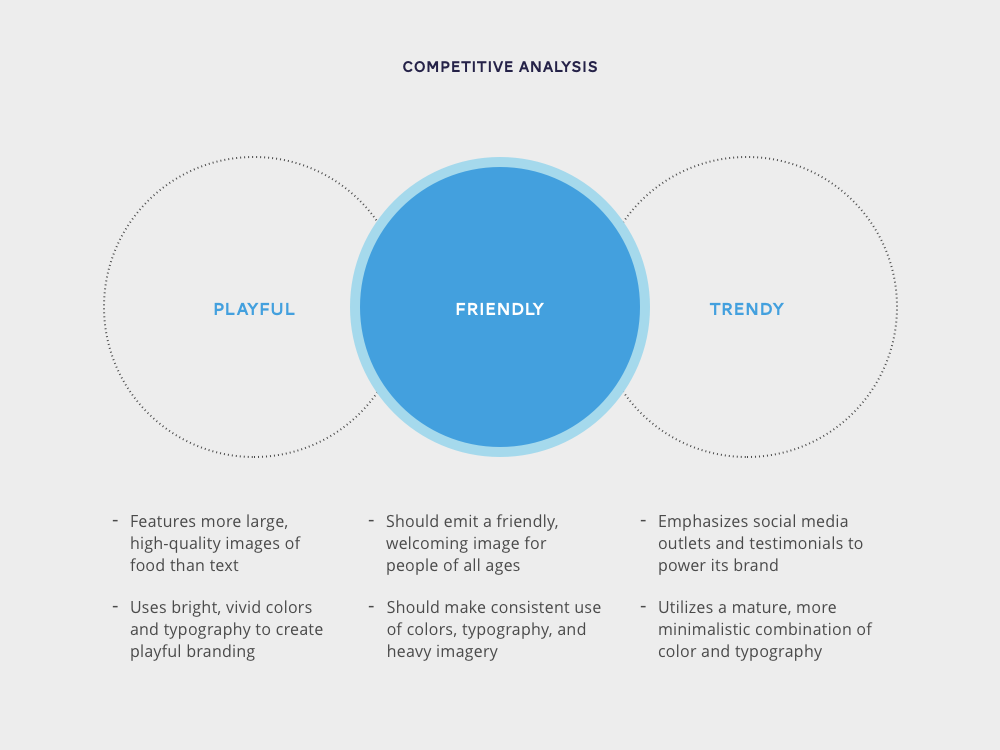 COMPETITIVE ANALYSIS
PLAYFUL
FRIENDLY
TRENDY
- Features more large,
high-quality images of
food than text
- Uses bright, vivid colors
and typography to create
playful branding
- Should emit a friendly,
welcoming image for
people of all ages
- Should make consistent use
of colors, typography, and
heavy imagery
- Emphasizes social media
outlets and testimonials to
power its brand
- Utilizes a mature, more
minimalistic combination of
color and typography